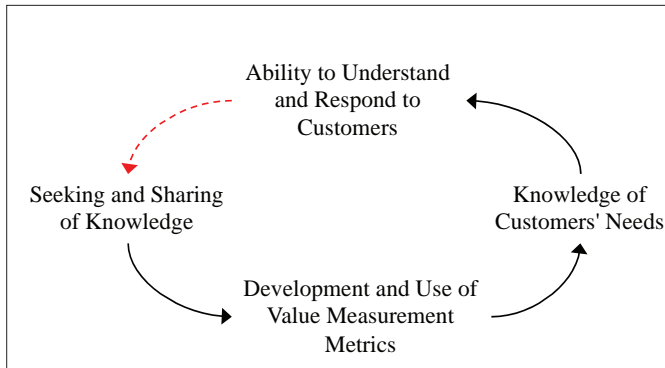 Ability to Understand
and Respond to
Customers
Seeking and Sharing
of Knowledge
Knowledge of
Customers' Needs
Development and Use of
Value Measurement
Metrics